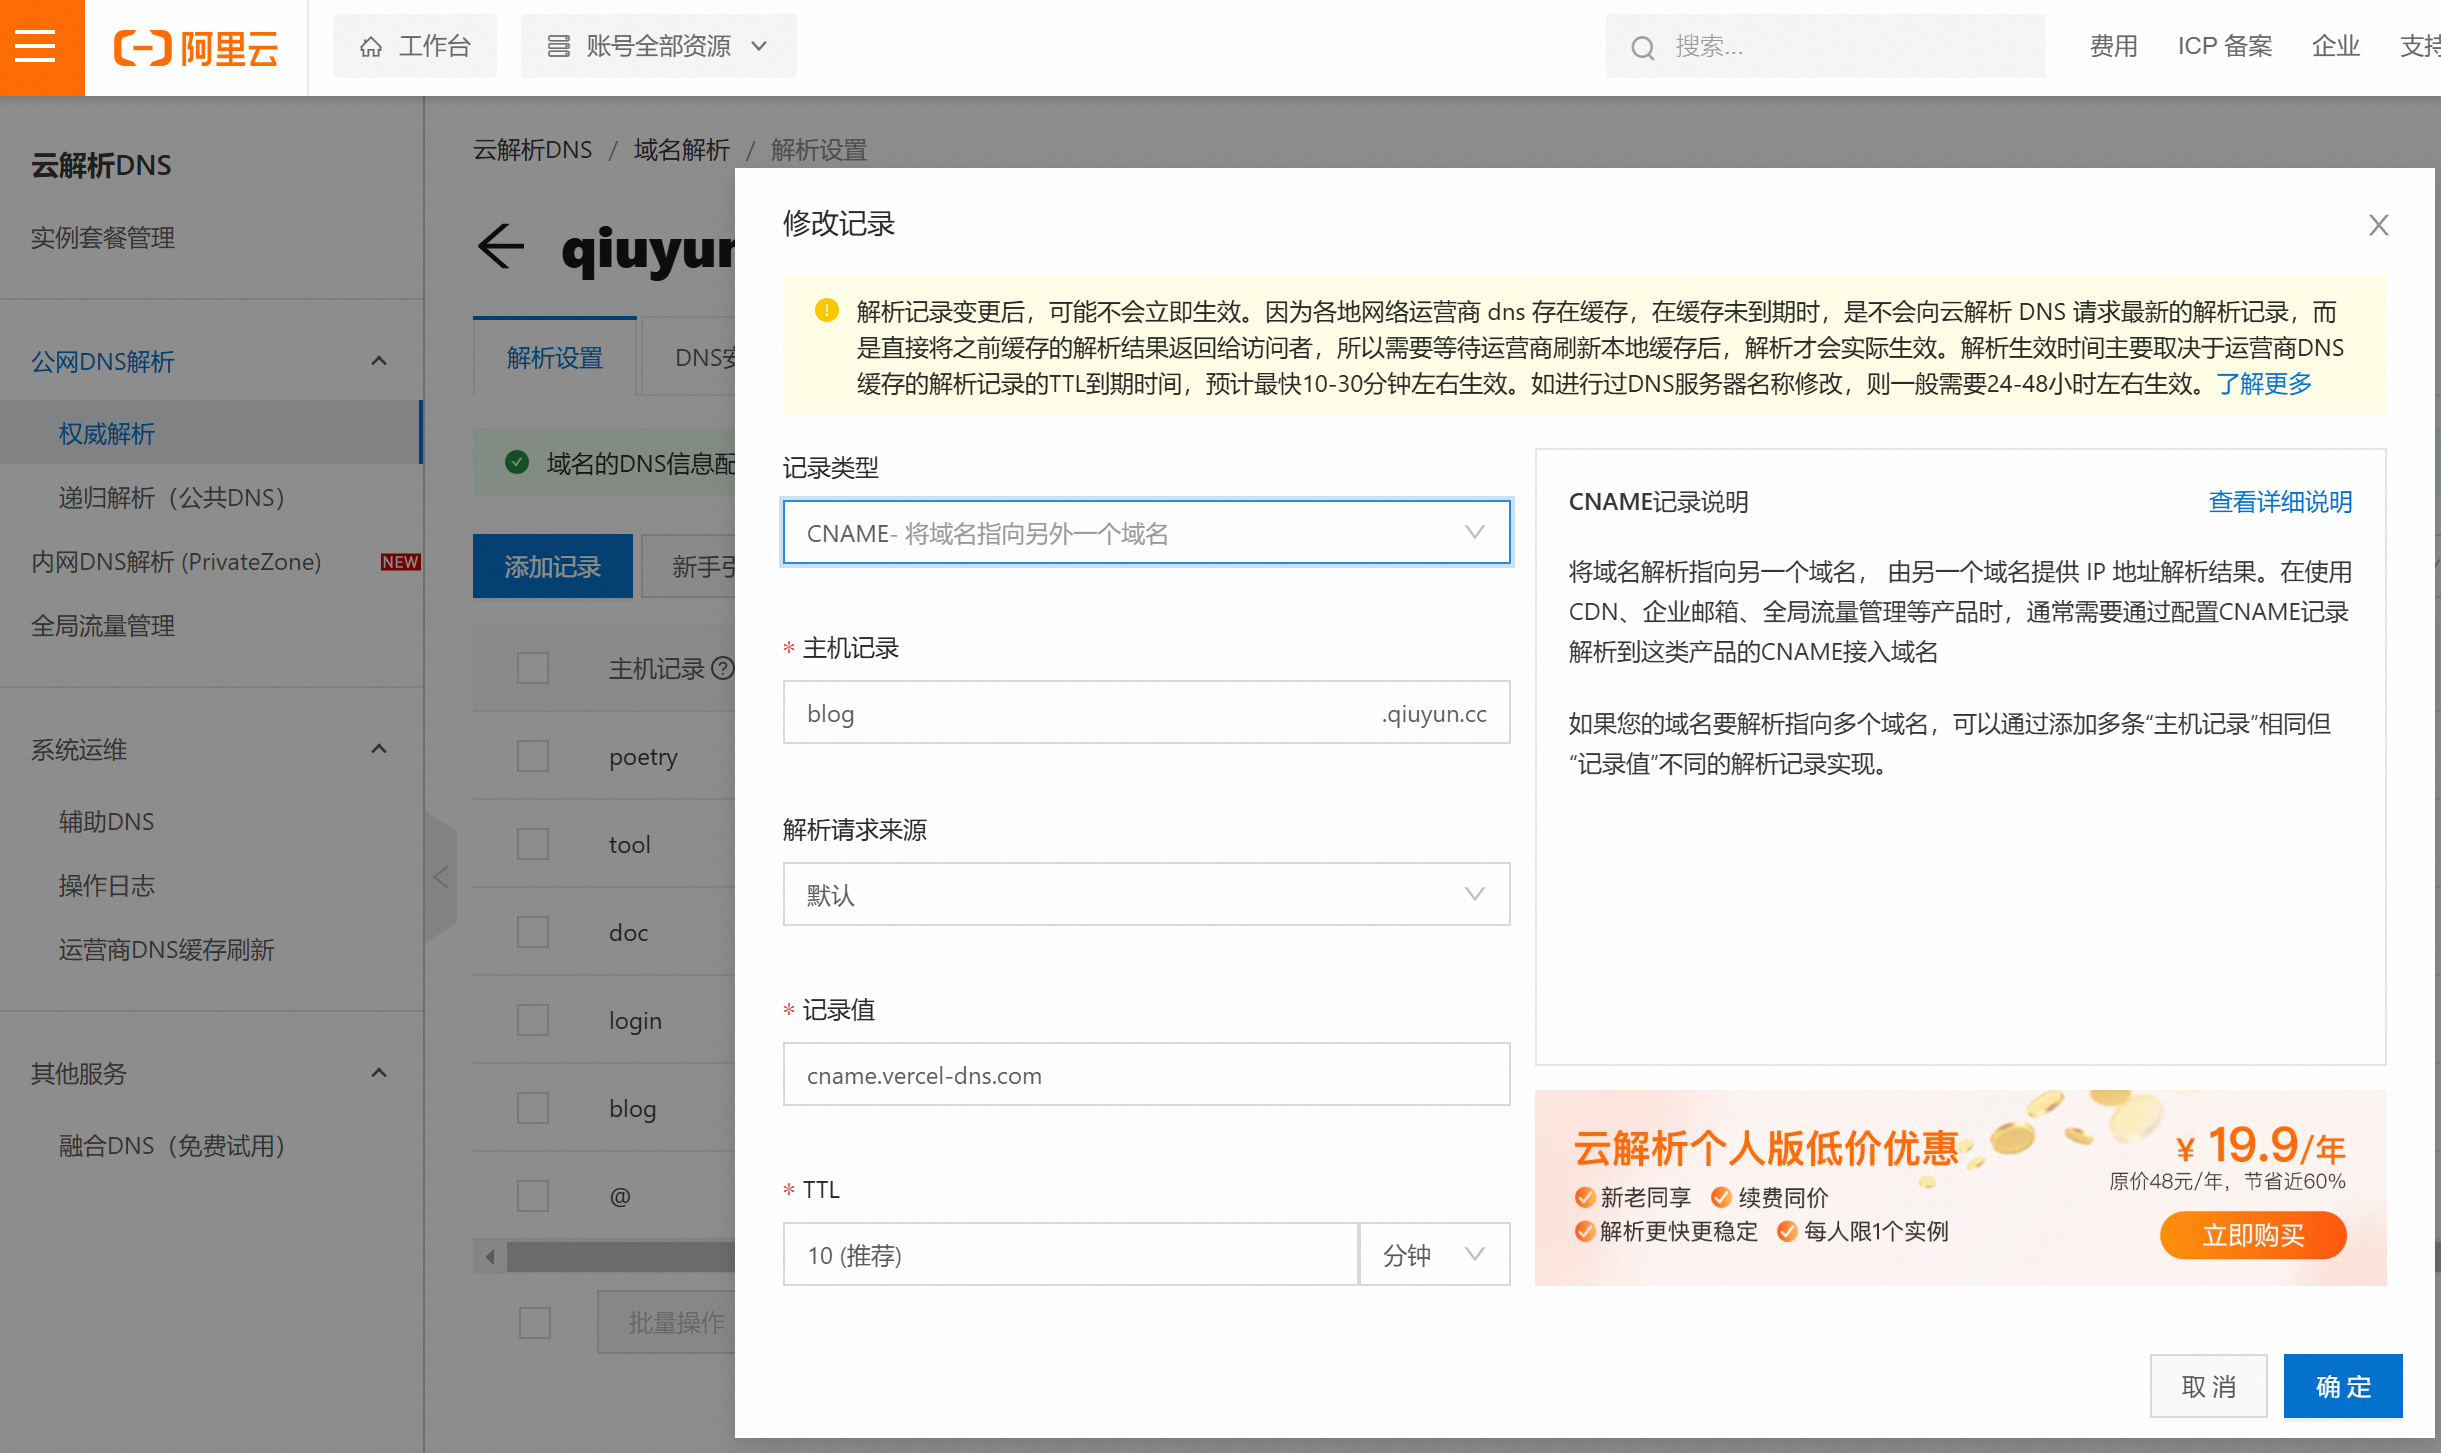 阿里云
工作台
账号全部资源
搜索...
费用
ICP 备案
企业
支持
云解析DNS
实例套餐管理
公网DNS解析
权威解析
递归解析（公共DNS）
内网DNS解析 (PrivateZone)
NEW
全局流量管理
系统运维
辅助DNS
操作日志
运营商DNS缓存刷新
其他服务
融合DNS（免费试用）
云解析DNS / 域名解析 / 解析设置
qiuyun
解析设置
DNS安
域名的DNS信息配
添加记录
新手引
主机记录
poetry
tool
doc
login
blog
@
批量操作
修改记录
解析记录变更后，可能不会立即生效。因为各地网络运营商 dns 存在缓存，在缓存未到期时，是不会向云解析 DNS 请求最新的解析记录，而
是直接将之前缓存的解析结果返回给访问者，所以需要等待运营商刷新本地缓存后，解析才会实际生效。解析生效时间主要取决于运营商DNS
缓存的解析记录的TTL到期时间，预计最快10-30分钟左右生效。如进行过DNS服务器名称修改，则一般需要24-48小时左右生效。了解更多
记录类型
CNAME- 将域名指向另外一个域名
* 主机记录
blog
.qiuyun.cc
解析请求来源
默认
* 记录值
cname.vercel-dns.com
* TTL
10 (推荐)
分钟
CNAME记录说明
查看详细说明
将域名解析指向另一个域名， 由另一个域名提供 IP 地址解析结果。在使用
CDN、企业邮箱、全局流量管理等产品时，通常需要通过配置CNAME记录
解析到这类产品的CNAME接入域名
如果您的域名要解析指向多个域名，可以通过添加多条“主机记录”相同但
“记录值”不同的解析记录实现。
云解析个人版低价优惠
¥ 19.9/年
原价48元/年，节省近60%
新老同享 续费同价
解析更快更稳定 每人限1个实例
立即购买
取 消
确 定